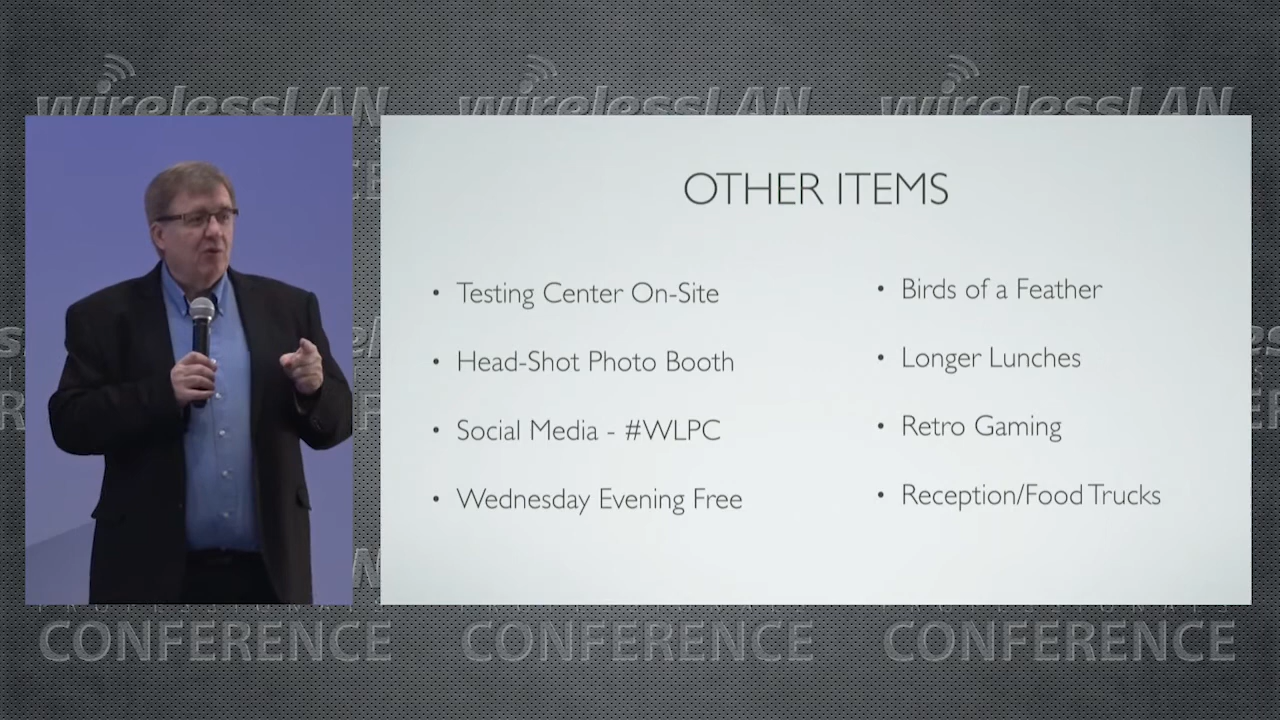 wirelessLAN wirelessLAN wirelessLAN
OTHER ITEMS
• Testing Center On-Site
• Head-Shot Photo Booth
• Social Media - #WLPC
• Wednesday Evening Free
• Birds of a Feather
• Longer Lunches
• Retro Gaming
• Reception/Food Trucks
CONFERENCE CONFERENCE CONFERENCE